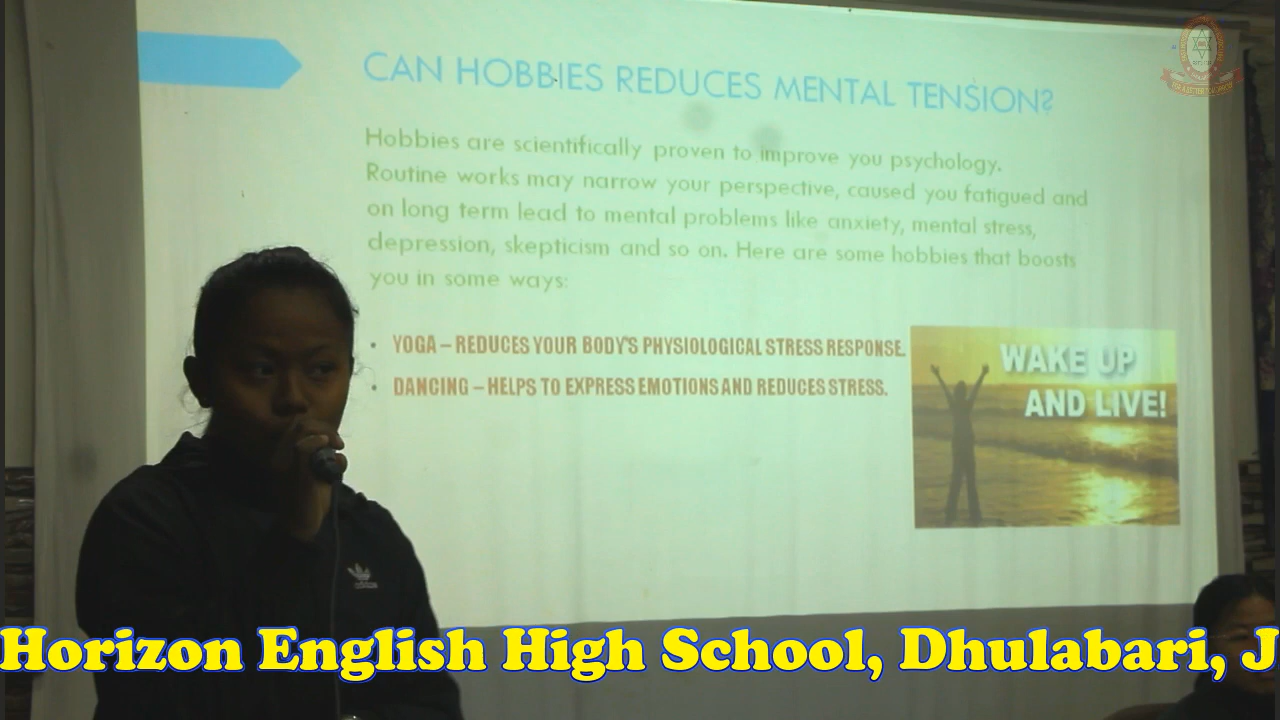 CAN HOBBIES REDUCES MENTAL TENSION?
Hobbies are scientifically proven to improve you psychology.
Routine works may narrow your perspective, caused you fatigued and
on long term lead to mental problems like anxiety, mental stress,
depression, skepticism and so on. Here are some hobbies that boosts
you in some ways:
• YOGA – REDUCES YOUR BODY'S PHYSIOLOGICAL STRESS RESPONSE.
• DANCING – HELPS TO EXPRESS EMOTIONS AND REDUCES STRESS.
WAKE UP
AND LIVE!
adidas
Horizon English High School, Dhulabari, J